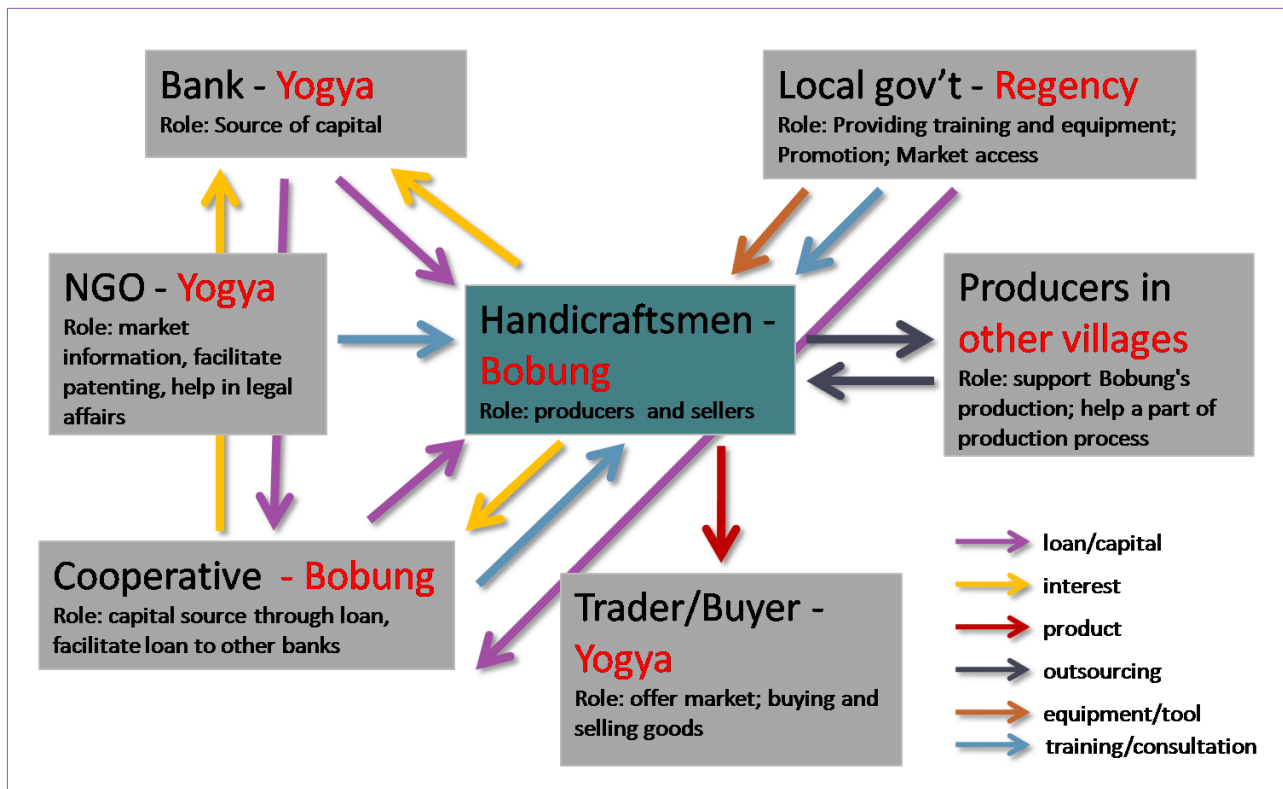 Bank - Yogya
Role: Source of capital
Local gov't - Regency
Role: Providing training and equipment;
Promotion; Market access
NGO - Yogya
Role: market
information, facilitate
patenting, help in legal
affairs
Handicraftsmen -
Bobung
Role: producers and sellers
Producers in
other villages
Role: support Bobung's
production; help a part of
production process
Cooperative - Bobung
Role: capital source through loan,
facilitate loan to other banks
Trader/Buyer -
Yogya
Role: offer market; buying and
selling goods
loan/capital
interest
product
outsourcing
equipment/tool
training/consultation